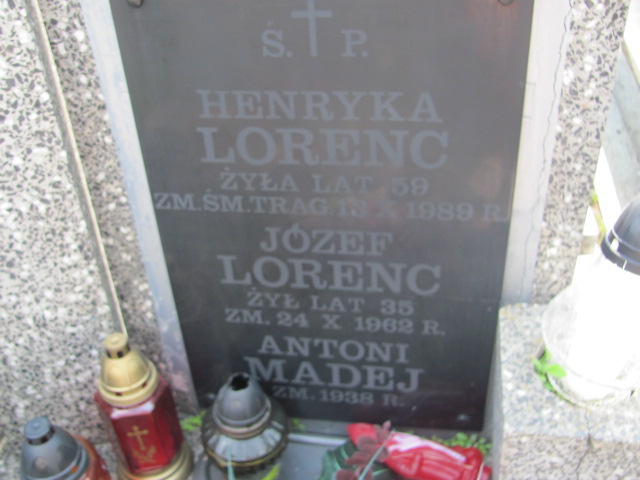 Ś. P.
HENRYKA
LORENC
ŻYŁA LAT 59
ZM.ŚM.TRAG.13 X 1989 R.
JÓZEF
LORENC
ŻYŁ LAT 35
ZM. 24 X 1962 R.
ANTONI
MADEJ
ZM. 1938 R.